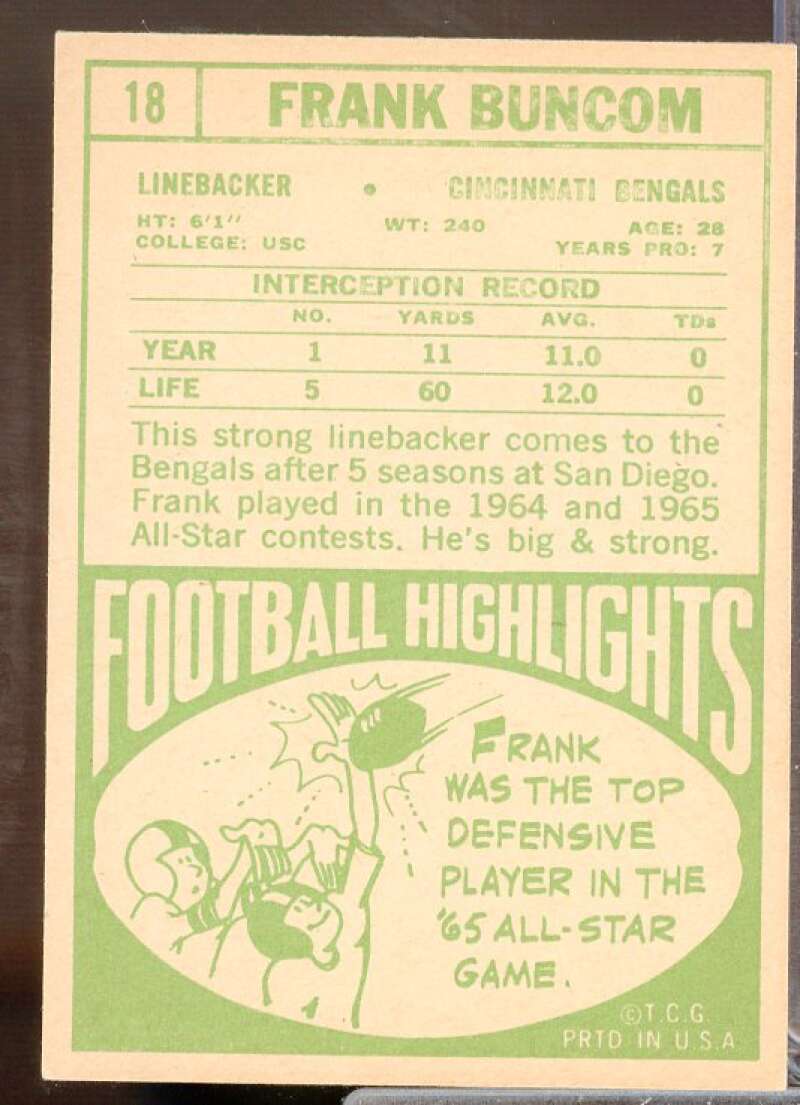 18 FRANK BUNCOM
LINEBACKER • CINCINNATI BENGALS
HT: 6'1'' WT: 240 AGE: 28
COLLEGE: USC YEARS PRO: 7
INTERCEPTION RECORD
NO. YARDS AVG. TDs
YEAR 1 11 11.0 0
LIFE 5 60 12.0 0
This strong linebacker comes to the
Bengals after 5 seasons at San Diego.
Frank played in the 1964 and 1965
All-Star contests. He's big & strong.
FOOTBALL HIGHLIGHTS
FRANK
WAS THE TOP
DEFENSIVE
PLAYER IN THE
'65 ALL-STAR
GAME.
©T.C.G.
PRTD IN U.S.A